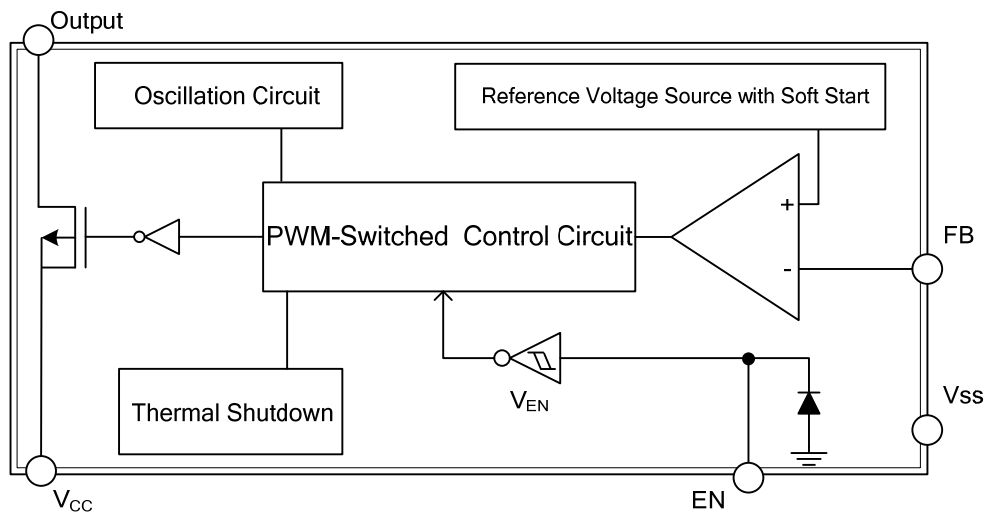 Output
Oscillation Circuit
Reference Voltage Source with Soft Start
+
PWM-Switched Control Circuit
FB
-
Thermal Shutdown
VEN
Vss
VCC
EN